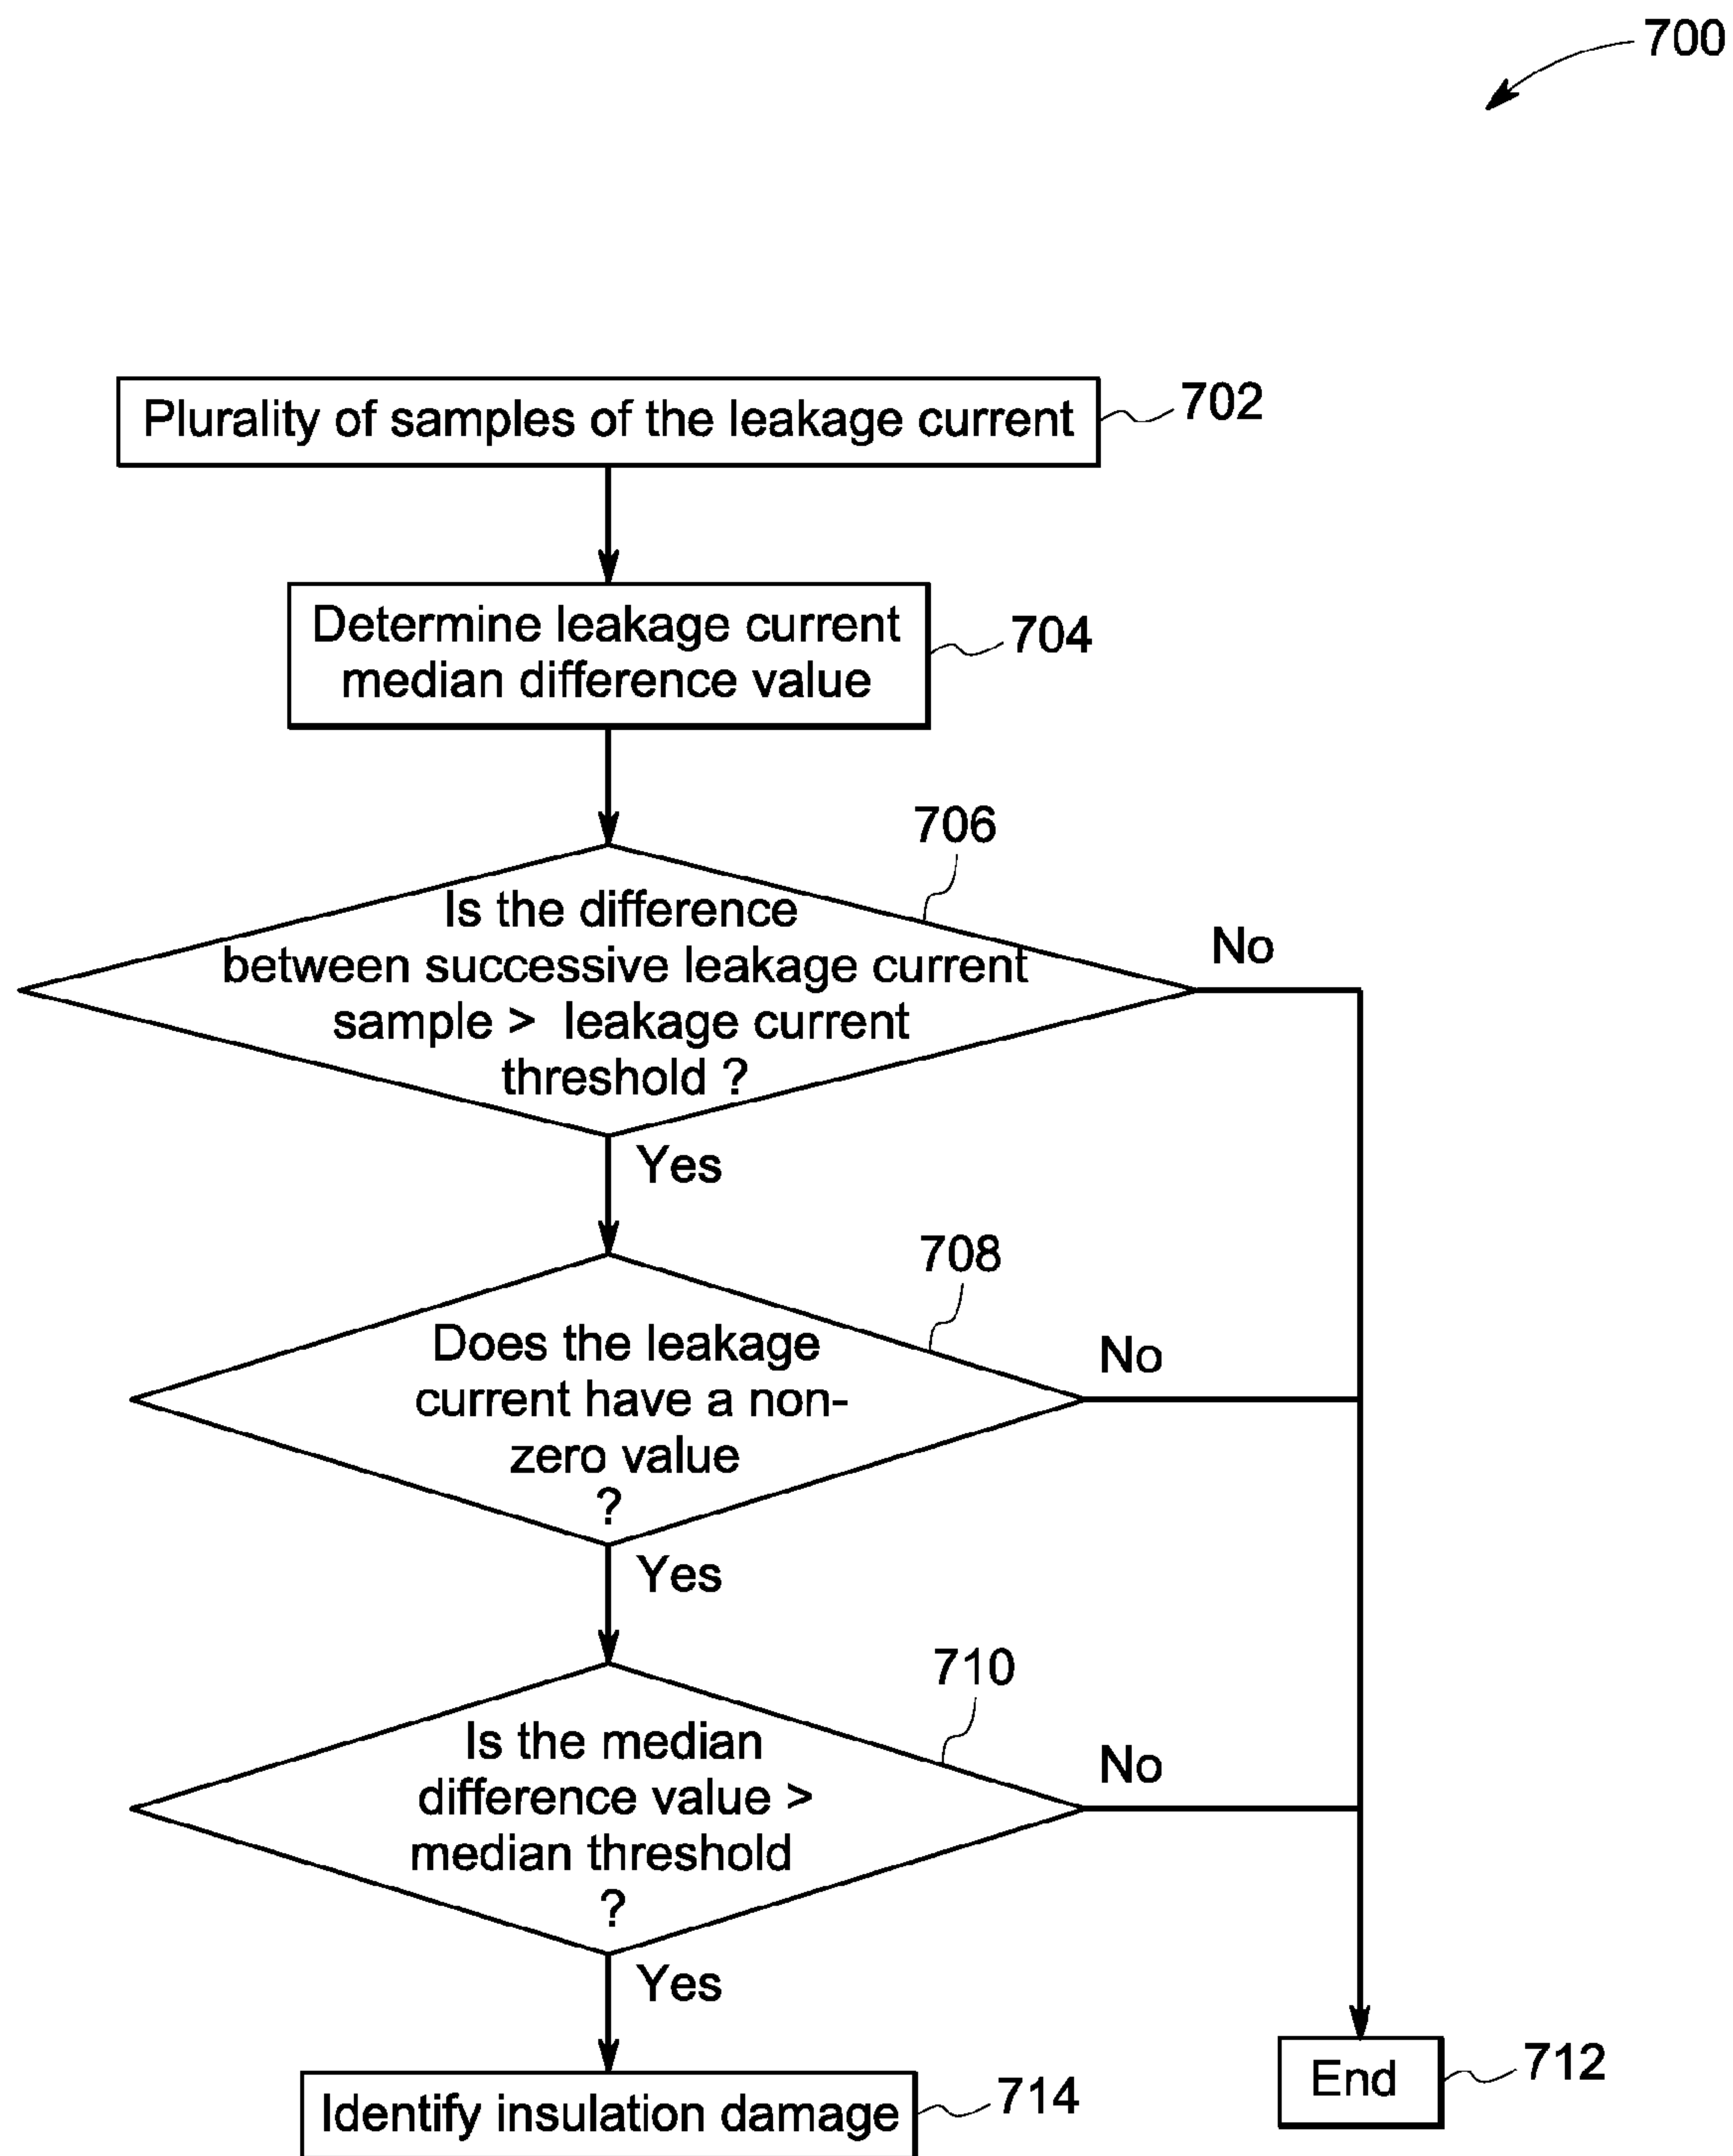 700
Plurality of samples of the leakage current
702
Determine leakage current
median difference value
704
706
Is the difference
between successive leakage current
sample > leakage current
threshold ?
No
Yes
708
Does the leakage
current have a non-
zero value
?
No
Yes
710
Is the median
difference value >
median threshold
?
No
Yes
Identify insulation damage
714
End
712